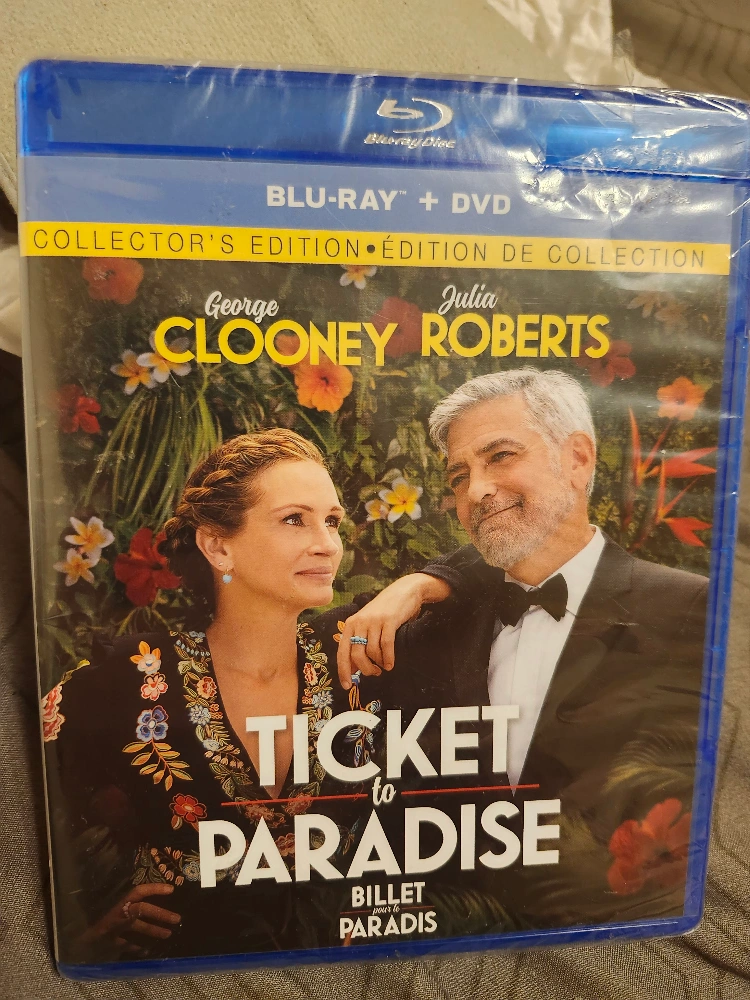 Blu-ray Disc
BLU-RAY™ + DVD
COLLECTOR'S EDITION • ÉDITION DE COLLECTION
George CLOONEY
Julia ROBERTS
TICKET
to
PARADISE
BILLET
pour le
PARADIS